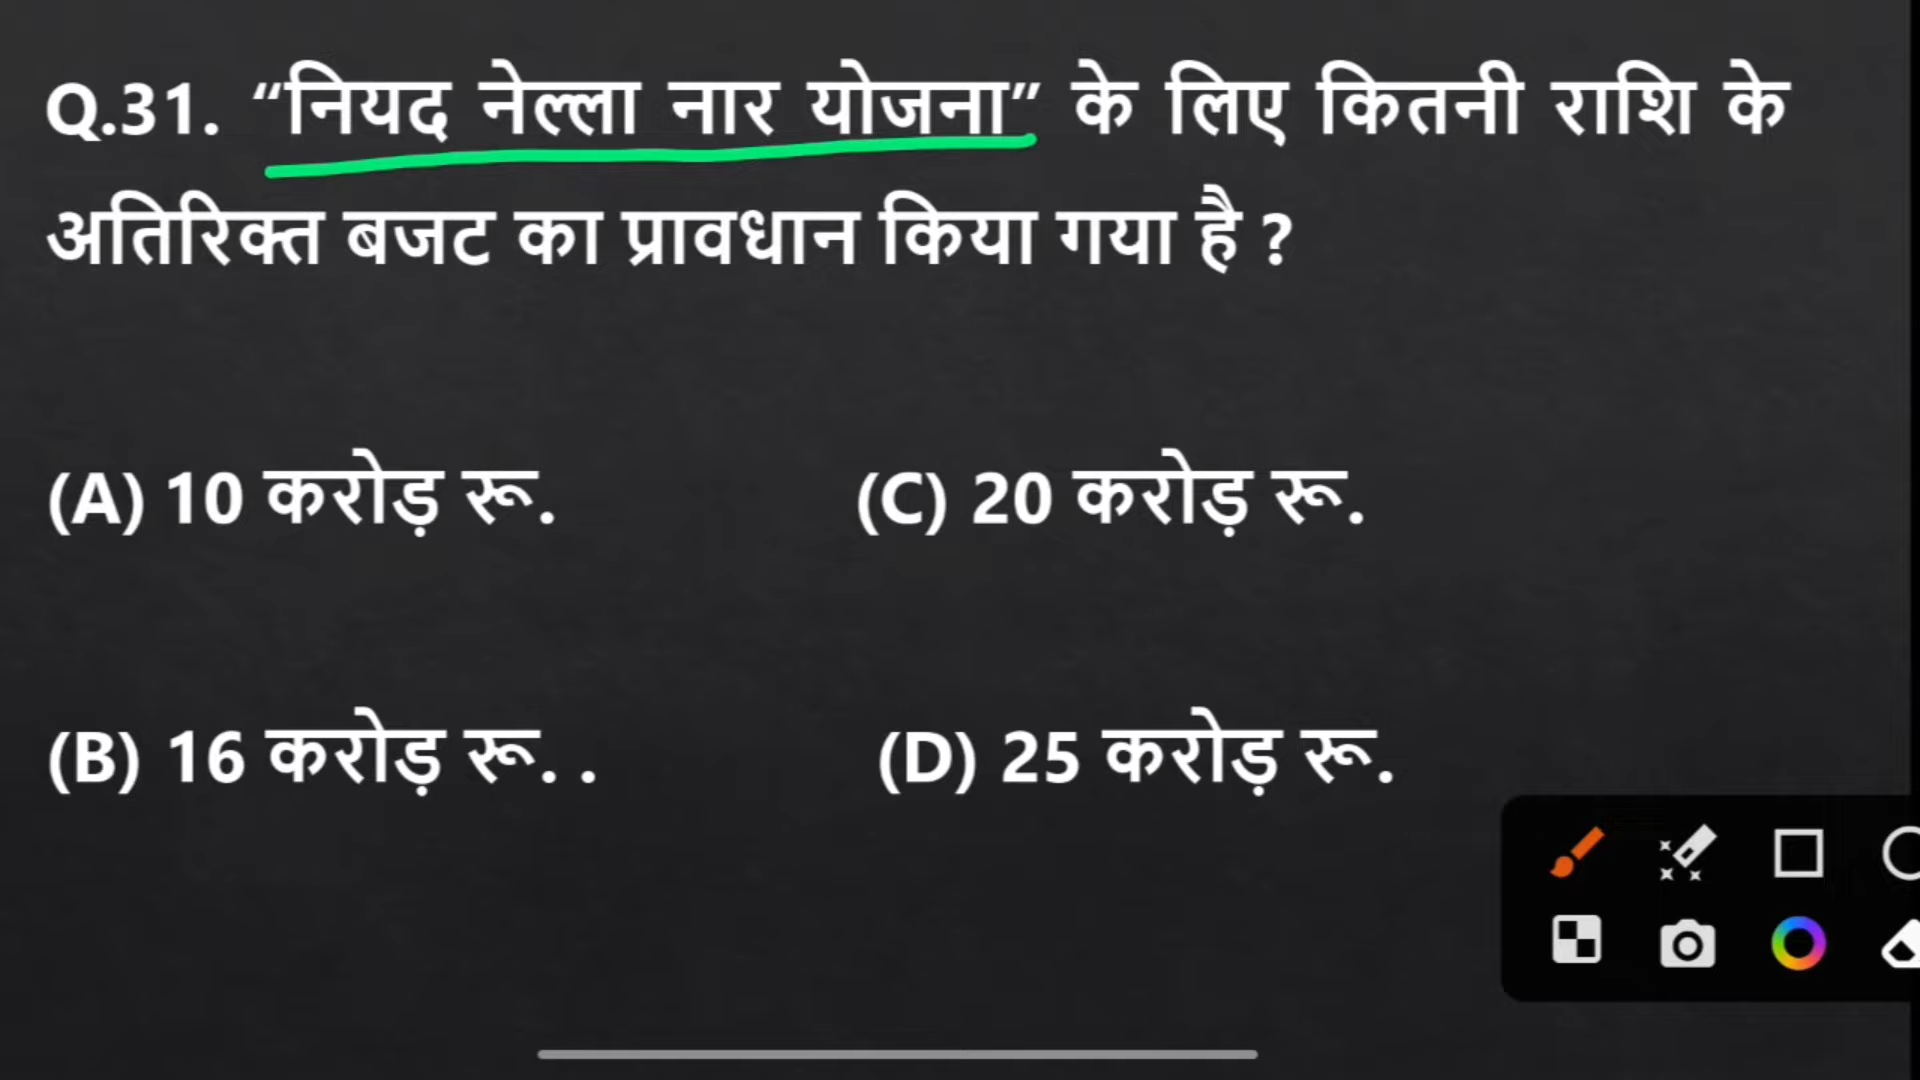 Q.31. “नियद नेल्ला नार योजना” के लिए कितनी राशि के
अतिरिक्त बजट का प्रावधान किया गया है ?
(A) 10 करोड़ रू.
(C) 20 करोड़ रू.
(B) 16 करोड़ रू. .
(D) 25 करोड़ रू.